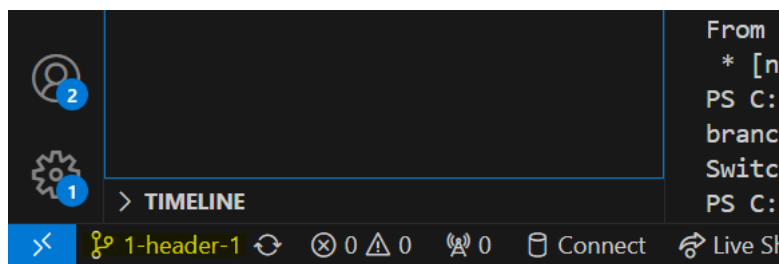 From
* [n
2
PS C:
branc
Switc
1
> TIMELINE
PS C:
1-header-1 0 0 0 Connect Live Sh